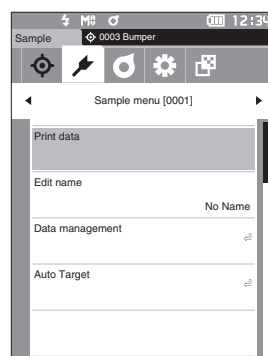 12:34
Sample
0003 Bumper
Sample menu [0001]
Print data
Edit name
No Name
Data management
Auto Target